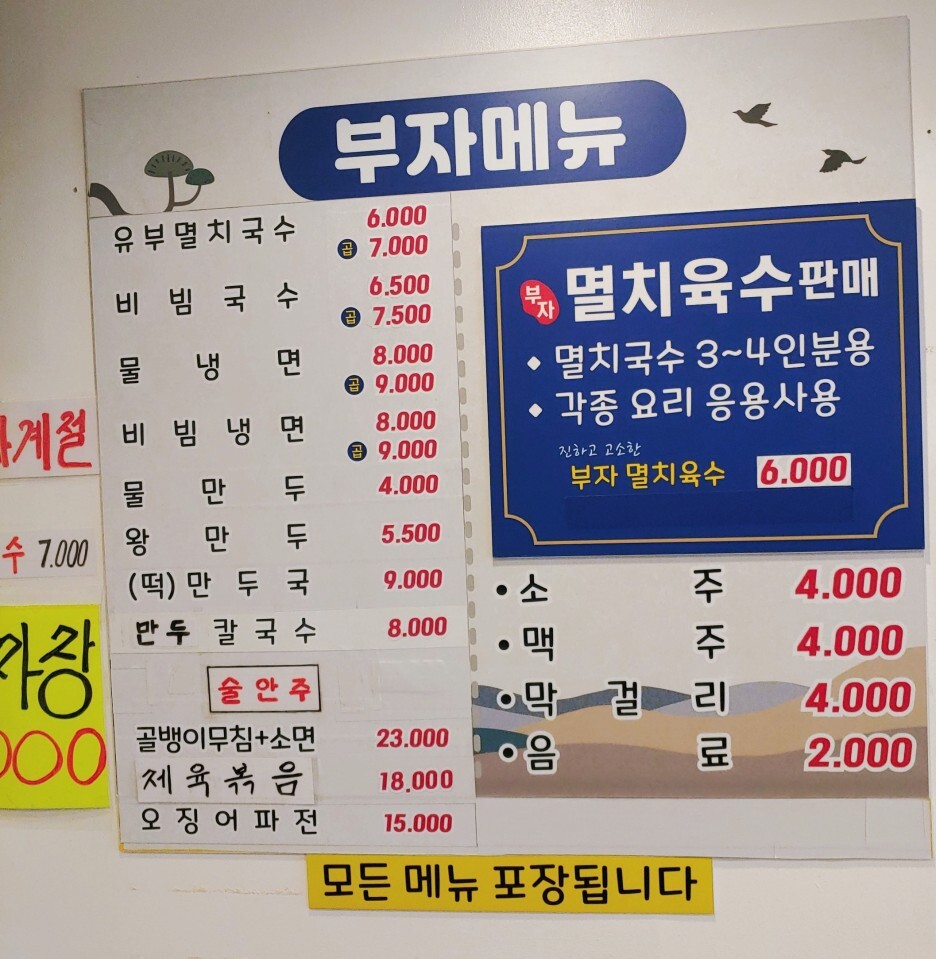 부자메뉴
유부멸치국수 6.000
곱 7.000
비빔국수 6.500
곱 7.500
물냉면 8.000
곱 9.000
비빔냉면 8.000
곱 9.000
물만두 4.000
왕만두 5.500
(떡)만두국 9.000
만두 칼국수 8.000
술안주
골뱅이무침+소면 23.000
제육볶음 18.000
오징어파전 15.000
부자 멸치육수판매
• 멸치국수 3~4인분용
• 각종 요리 응용사용
진하고 고소한
부자 멸치육수 6.000
• 소주 4.000
• 맥주 4.000
• 막걸리 4.000
• 음료 2.000
모든 메뉴 포장됩니다
계절
수 7.000
장
000